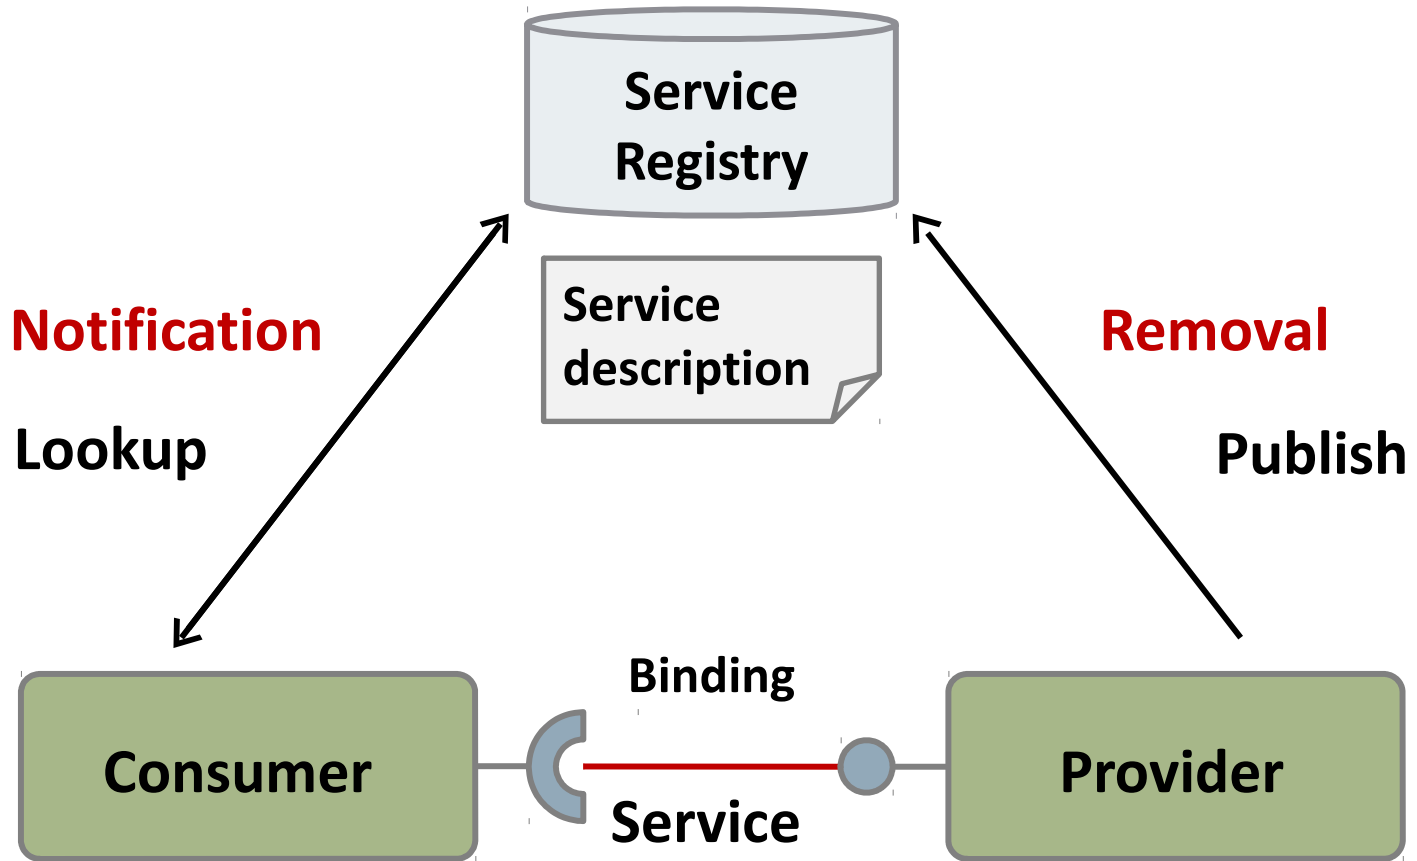 Service
Registry
Service
description
Notification
Removal
Lookup
Publish
Binding
Consumer
Provider
Service